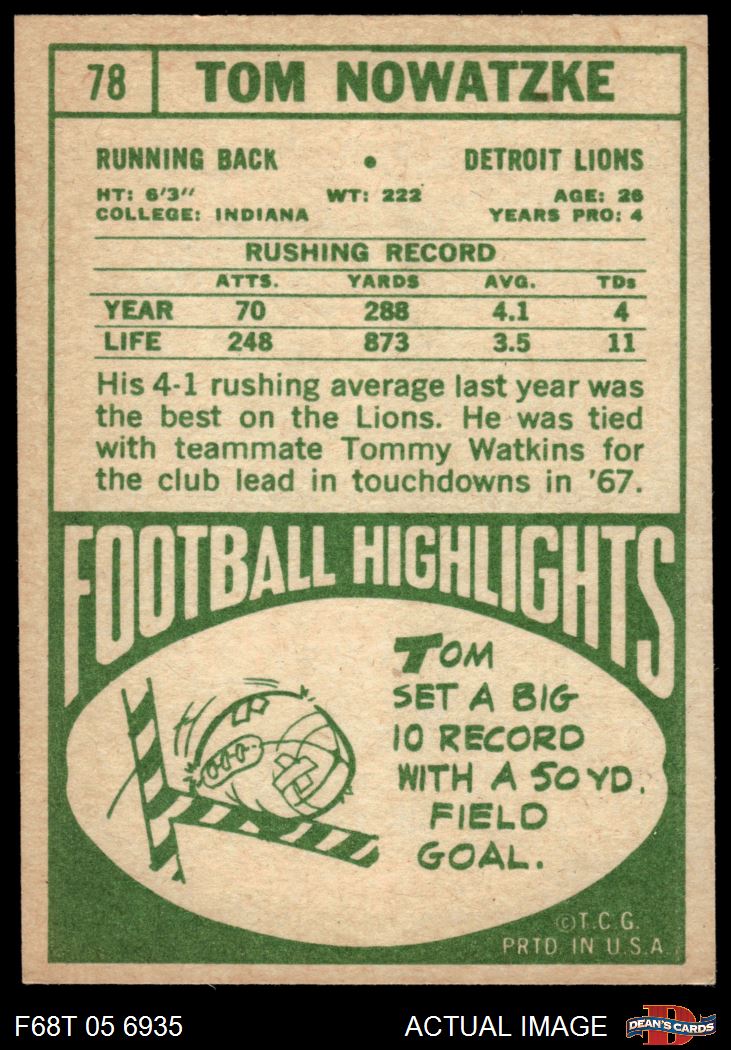 78 TOM NOWATZKE
RUNNING BACK • DETROIT LIONS
HT: 6'3" WT: 222 AGE: 26
COLLEGE: INDIANA YEARS PRO: 4
RUSHING RECORD
ATTS. YARDS AVG. TDs
YEAR 70 288 4.1 4
LIFE 248 873 3.5 11
His 4-1 rushing average last year was
the best on the Lions. He was tied
with teammate Tommy Watkins for
the club lead in touchdowns in '67.
FOOTBALL HIGHLIGHTS
TOM
SET A BIG
10 RECORD
WITH A 50 YD.
FIELD
GOAL.
©T.C.G.
PRTD IN U.S.A.
F68T 05 6935 ACTUAL IMAGE D DEAN'S CARDS